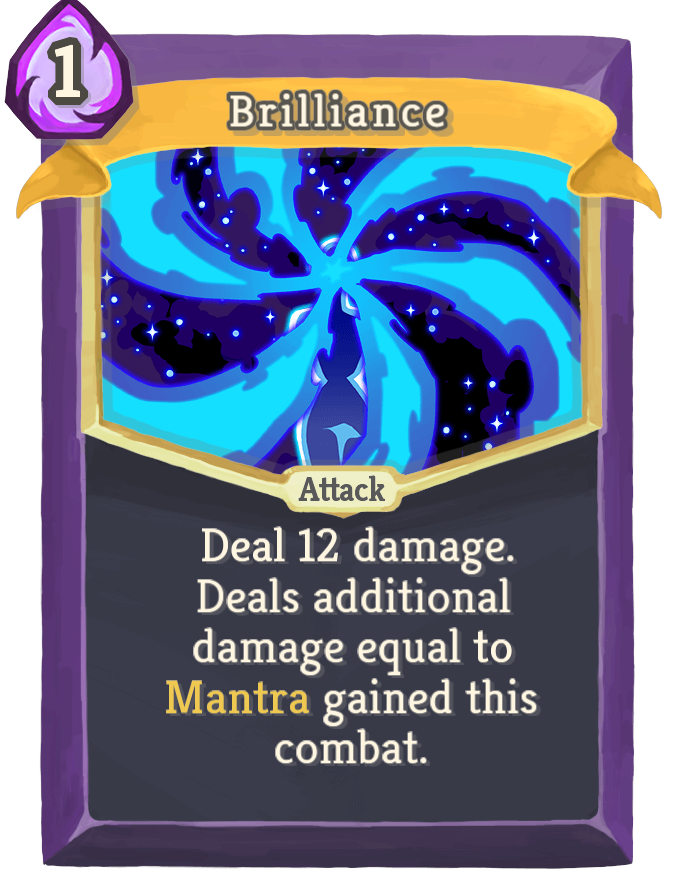 1
Brilliance
Attack
Deal 12 damage.
Deals additional
damage equal to
Mantra gained this
combat.